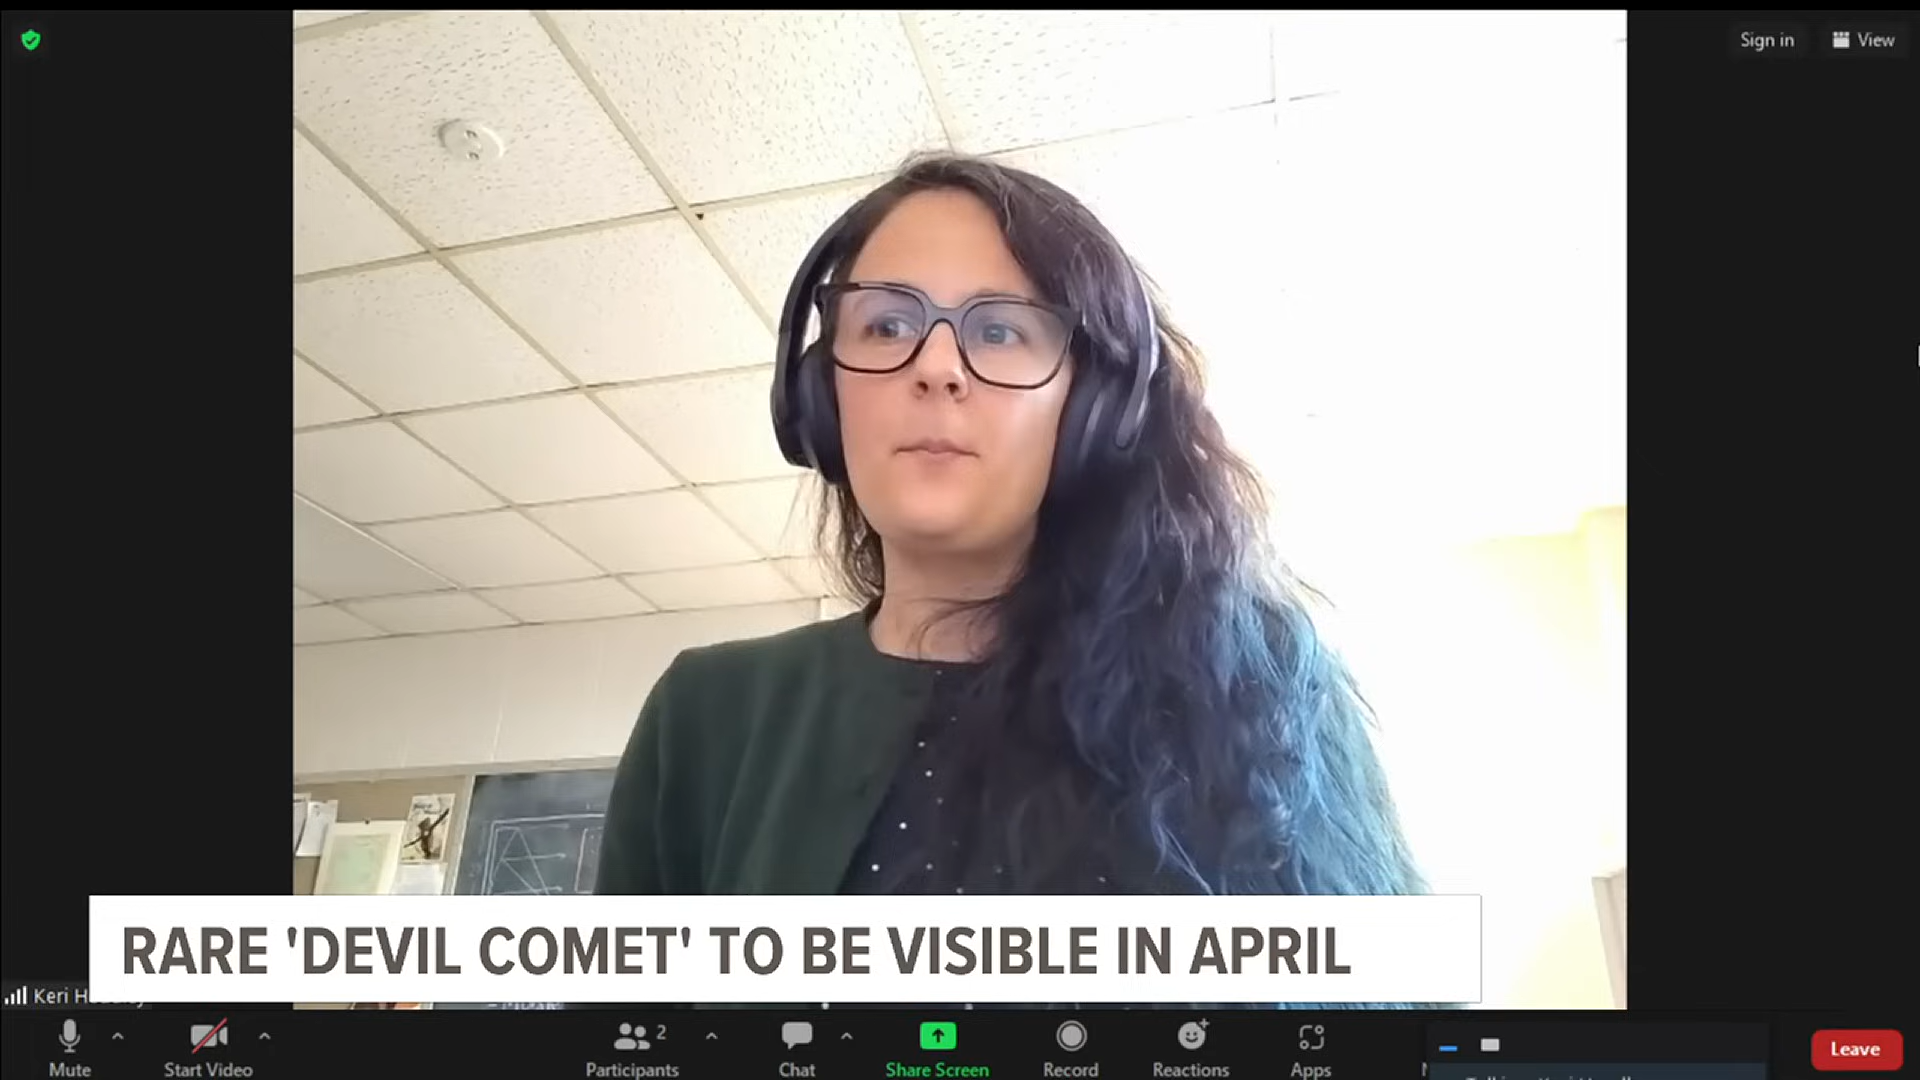 Sign in
View
RARE 'DEVIL COMET' TO BE VISIBLE IN APRIL
Keri
Mute
Start Video
Participants
2
Chat
Share Screen
Record
Reactions
Apps
Leave